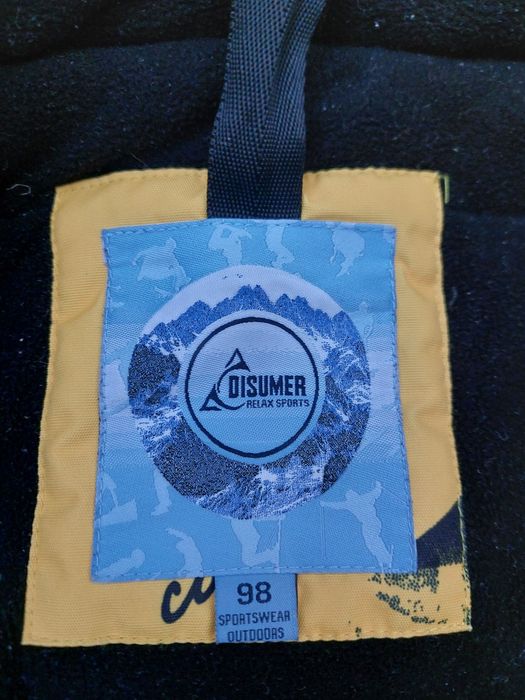 DISUMER
RELAX SPORTS
98
SPORTSWEAR
OUTDOORS